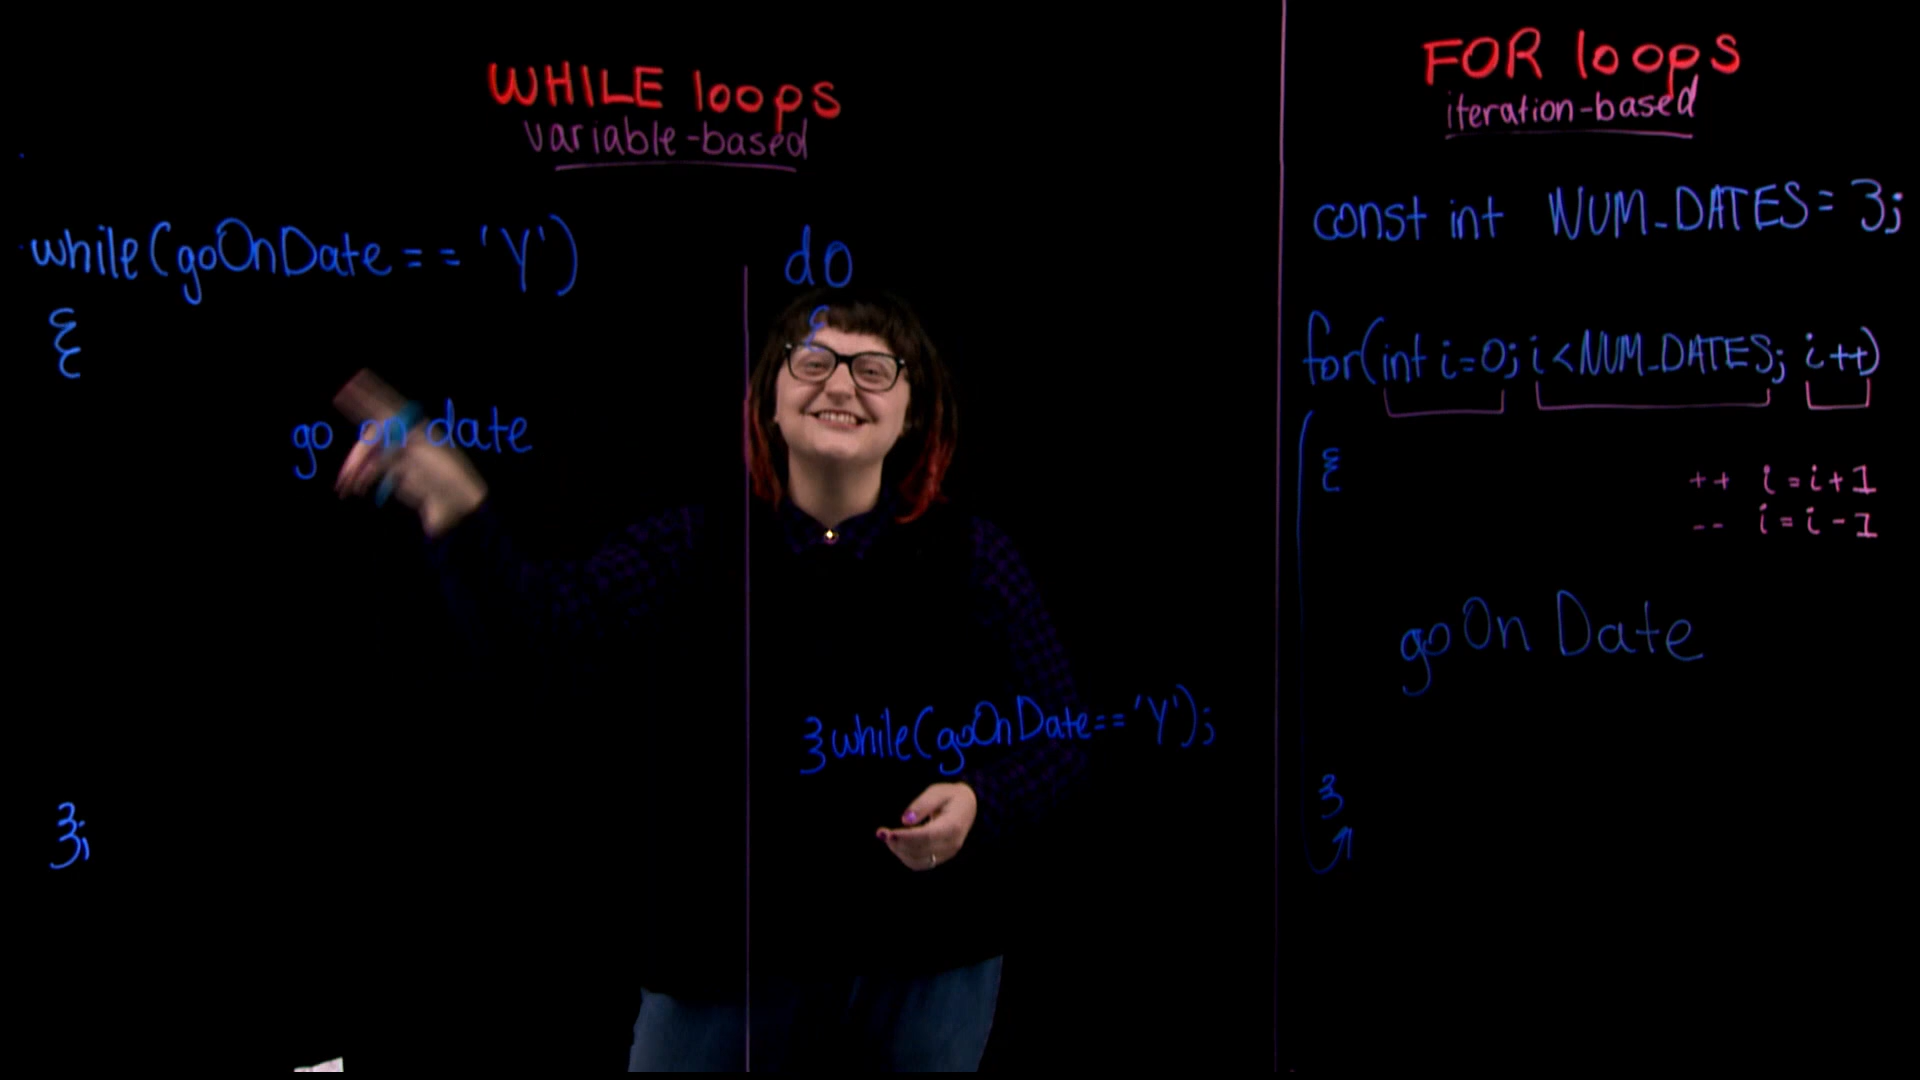 WHILE loops
variable-based
while(goOnDate == 'Y')
{
go on date
};
do
{
}while(goOnDate=='Y');
FOR loops
iteration-based
const int NUM_DATES = 3;
for(int i=0; i<NUM_DATES; i++)
{
++ i=i+1
-- i=i-1
goOnDate
}